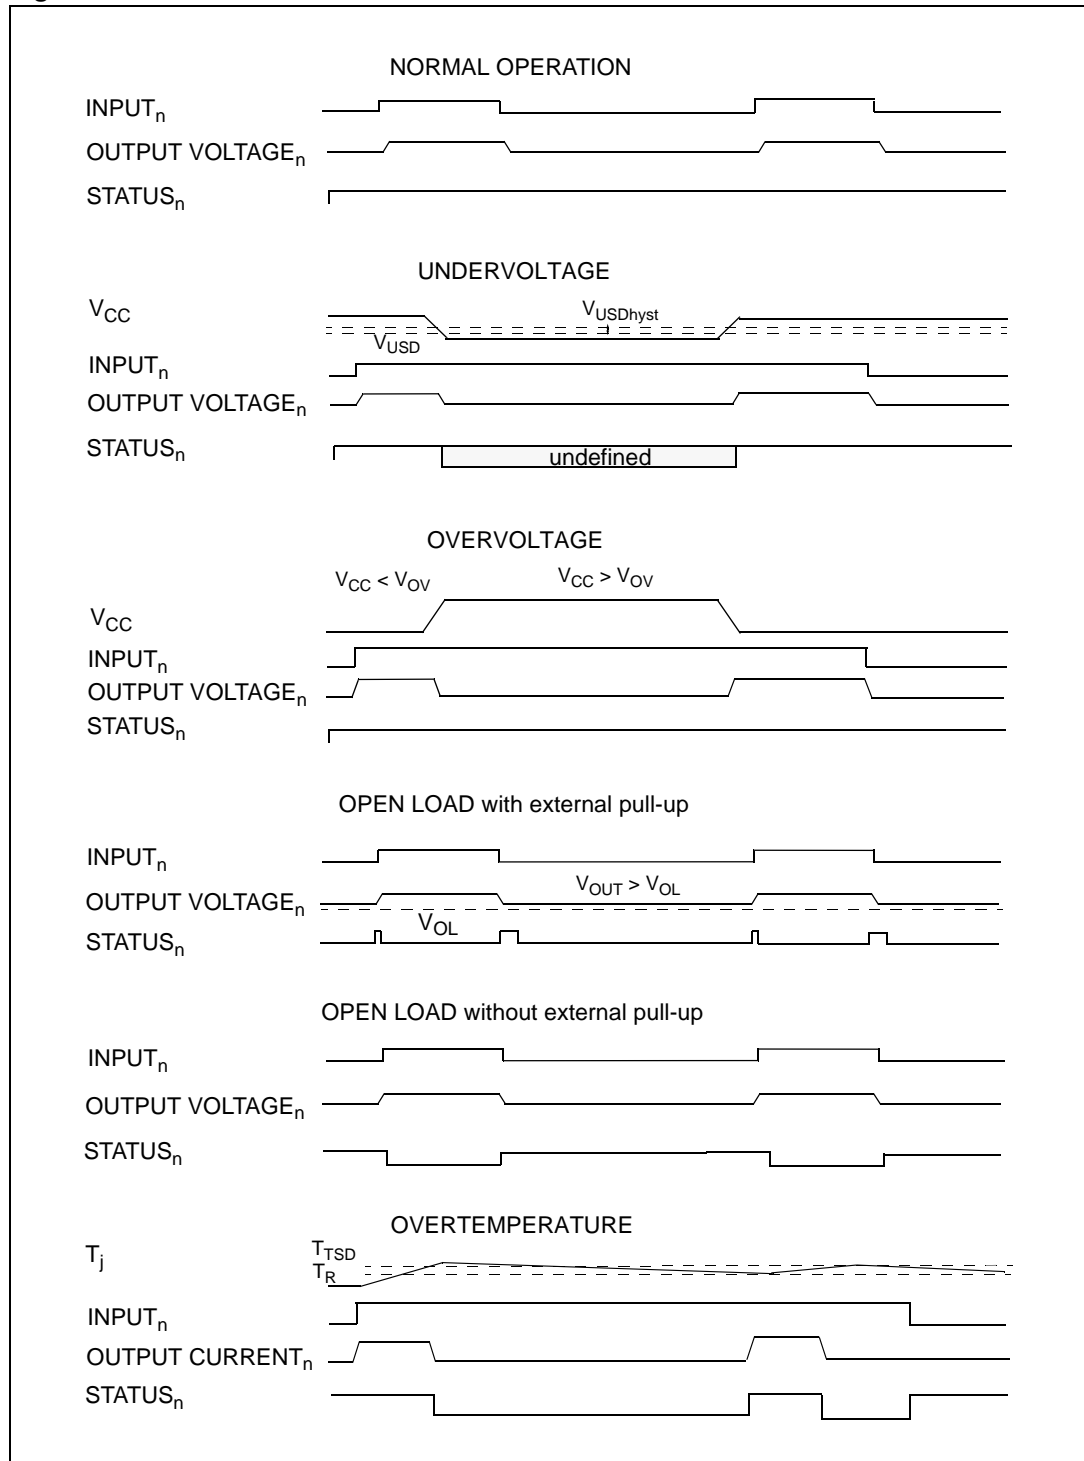 NORMAL OPERATION
INPUTn
OUTPUT VOLTAGEn
STATUSn
UNDERVOLTAGE
VCC
VUSDhyst
VUSD
INPUTn
OUTPUT VOLTAGEn
STATUSn
undefined
OVERVOLTAGE
VCC < VOV
VCC > VOV
VCC
INPUTn
OUTPUT VOLTAGEn
STATUSn
OPEN LOAD with external pull-up
INPUTn
VOUT > VOL
OUTPUT VOLTAGEn
VOL
STATUSn
OPEN LOAD without external pull-up
INPUTn
OUTPUT VOLTAGEn
STATUSn
OVERTEMPERATURE
Tj
TTSD
TR
INPUTn
OUTPUT CURRENTn
STATUSn